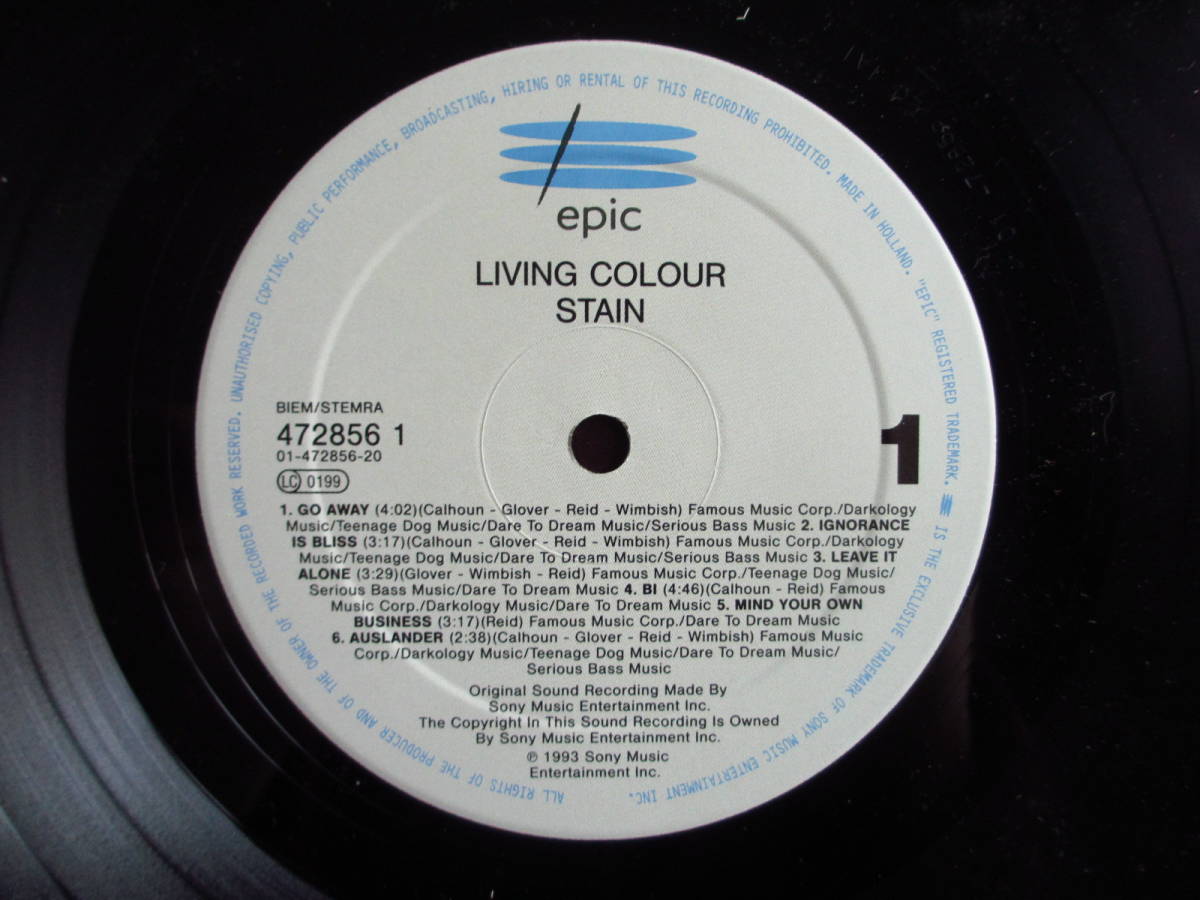 ALL RIGHTS OF THE PRODUCER AND OF THE OWNER OF THE RECORDED WORK RESERVED. UNAUTHORISED COPYING, PUBLIC PERFORMANCE, BROADCASTING, HIRING OR RENTAL OF THIS RECORDING PROHIBITED. MADE IN HOLLAND. "EPIC" REGISTERED TRADEMARK. IS THE EXCLUSIVE TRADEMARK OF SONY MUSIC ENTERTAINMENT INC.
epic
LIVING COLOUR
STAIN
BIEM/STEMRA
472856 1
01-472856-20
LC 0199
1
1. GO AWAY (4:02)(Calhoun - Glover - Reid - Wimbish) Famous Music Corp./Darkology
Music/Teenage Dog Music/Dare To Dream Music/Serious Bass Music 2. IGNORANCE
IS BLISS (3:17)(Calhoun - Glover - Reid - Wimbish) Famous Music Corp./Darkology
Music/Teenage Dog Music/Dare To Dream Music/Serious Bass Music 3. LEAVE IT
ALONE (3:29)(Glover - Wimbish - Reid) Famous Music Corp./Teenage Dog Music/
Serious Bass Music/Dare To Dream Music 4. BI (4:46)(Calhoun - Reid) Famous
Music Corp./Darkology Music/Dare To Dream Music 5. MIND YOUR OWN
BUSINESS (3:17)(Reid) Famous Music Corp./Dare To Dream Music
6. AUSLANDER (2:38)(Calhoun - Glover - Reid - Wimbish) Famous Music
Corp./Darkology Music/Teenage Dog Music/Dare To Dream Music/
Serious Bass Music
Original Sound Recording Made By
Sony Music Entertainment Inc.
The Copyright In This Sound Recording Is Owned
By Sony Music Entertainment Inc.
℗ 1993 Sony Music
Entertainment Inc.